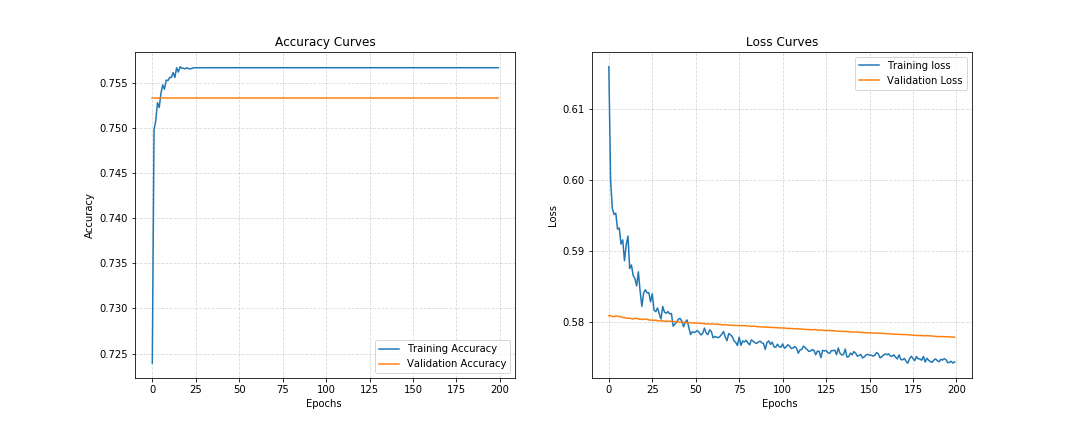 Accuracy Curves
0.755
0.750
0.745
0.740
0.735
0.730
0.725
Accuracy
0 25 50 75 100 125 150 175 200
Epochs
Training Accuracy
Validation Accuracy
Loss Curves
0.61
0.60
0.59
0.58
Loss
0 25 50 75 100 125 150 175 200
Epochs
Training loss
Validation Loss